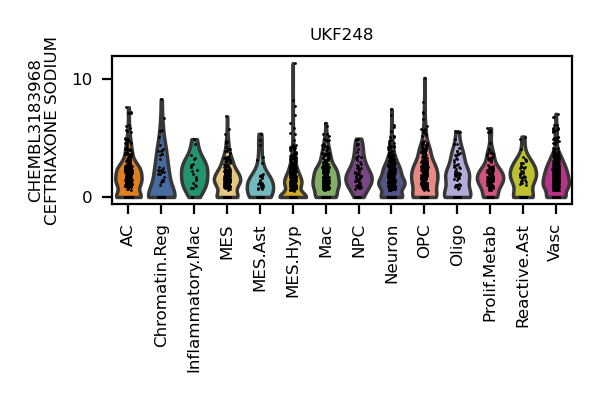 UKF248
CHEMBL3183968
CEFTRIAXONE SODIUM
10
0
AC
Chromatin.Reg
Inflammatory.Mac
MES
MES.Ast
MES.Hyp
Mac
NPC
Neuron
OPC
Oligo
Prolif.Metab
Reactive.Ast
Vasc